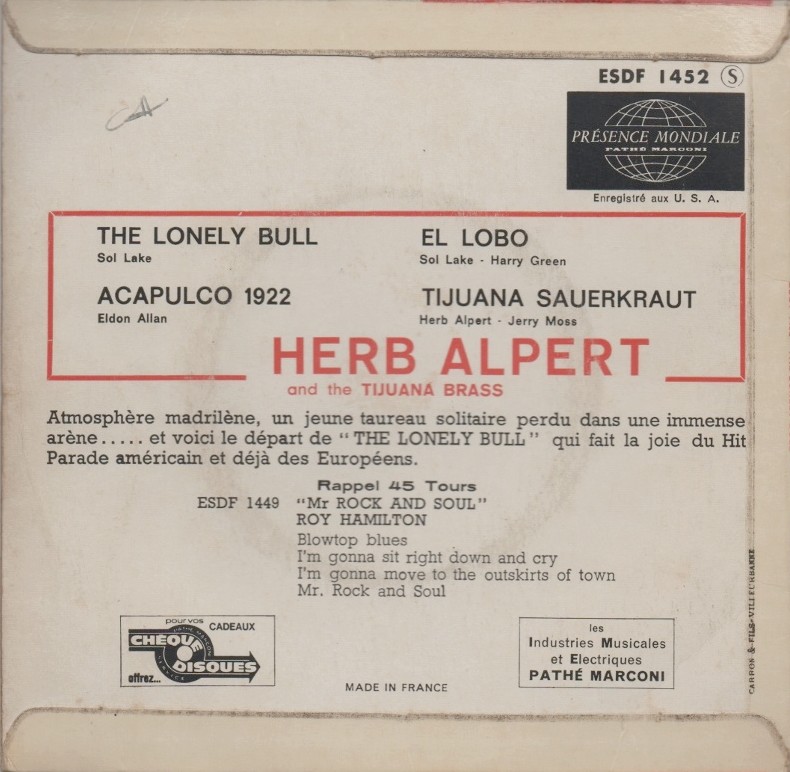 ESDF 1452 Ⓢ
PRÉSENCE MONDIALE
PATHÉ MARCONI
Enregistré aux U. S. A.
THE LONELY BULL
Sol Lake
EL LOBO
Sol Lake - Harry Green
ACAPULCO 1922
Eldon Allan
TIJUANA SAUERKRAUT
Herb Alpert - Jerry Moss
HERB ALPERT
and the TIJUANA BRASS
Atmosphère madrilène, un jeune taureau solitaire perdu dans une immense
arène..... et voici le départ de "THE LONELY BULL" qui fait la joie du Hit
Parade américain et déjà des Européens.
Rappel 45 Tours
ESDF 1449 "Mr ROCK AND SOUL"
ROY HAMILTON
Blowtop blues
I'm gonna sit right down and cry
I'm gonna move to the outskirts of town
Mr. Rock and Soul
pour vos CADEAUX
PATHÉ MARCONI
CHÈQUE
DISQUES
SERVICE
offrez...
MADE IN FRANCE
les
Industries Musicales
et Electriques
PATHÉ MARCONI
CARRON & FILS-VILLEURBANNE